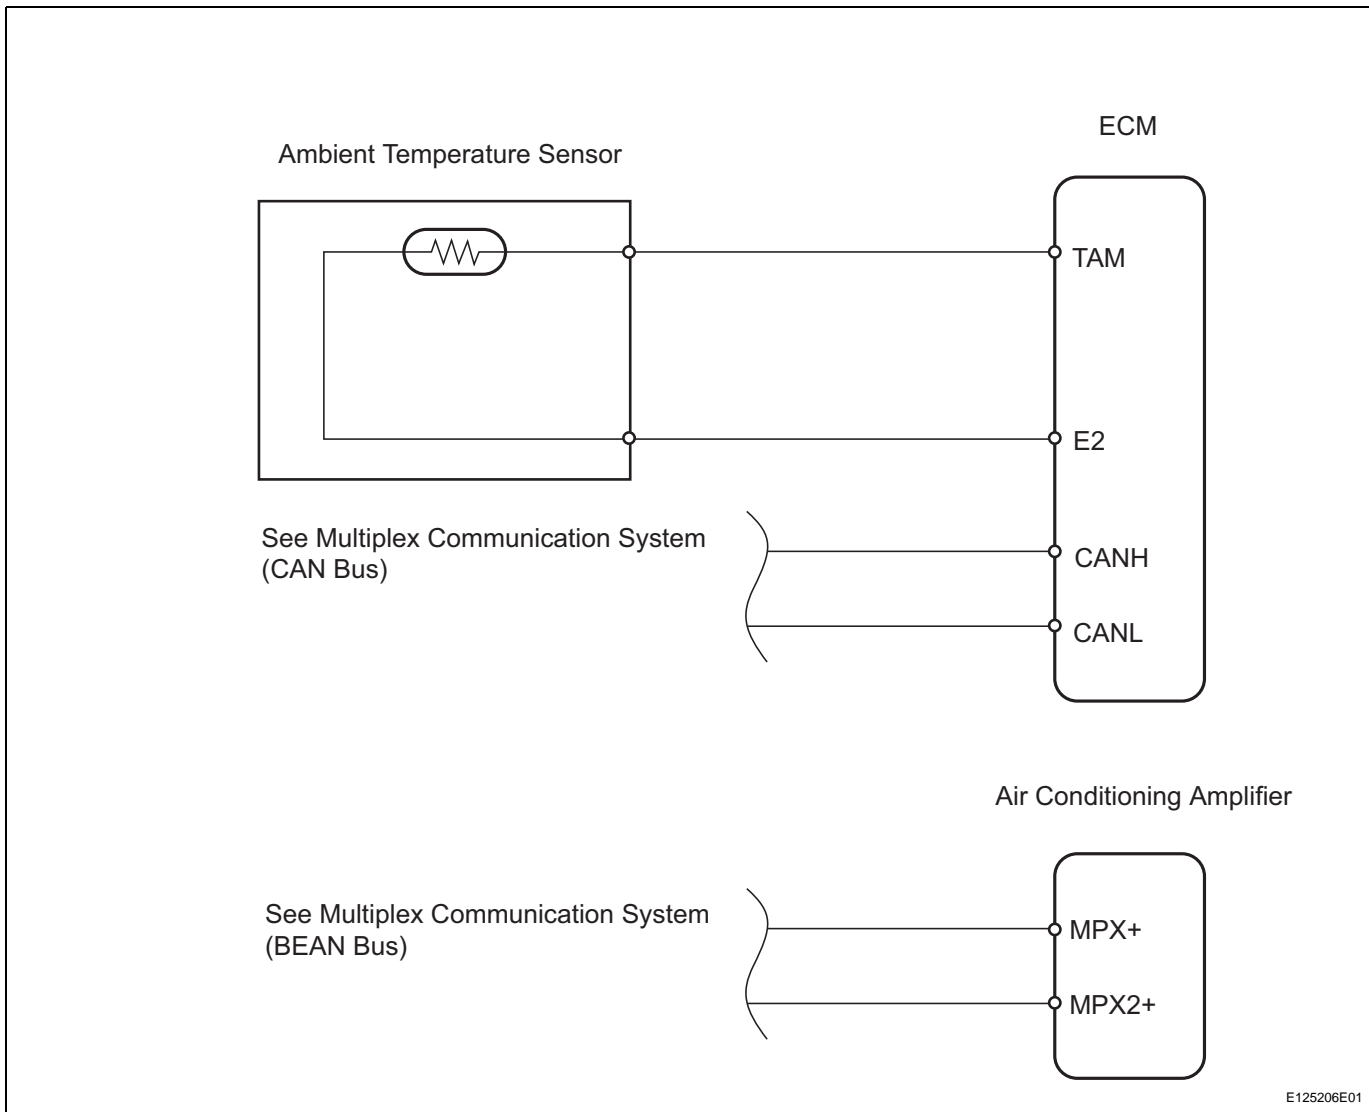 ECM
Ambient Temperature Sensor
TAM
E2
See Multiplex Communication System
(CAN Bus)
CANH
CANL
Air Conditioning Amplifier
See Multiplex Communication System
(BEAN Bus)
MPX+
MPX2+
E125206E01